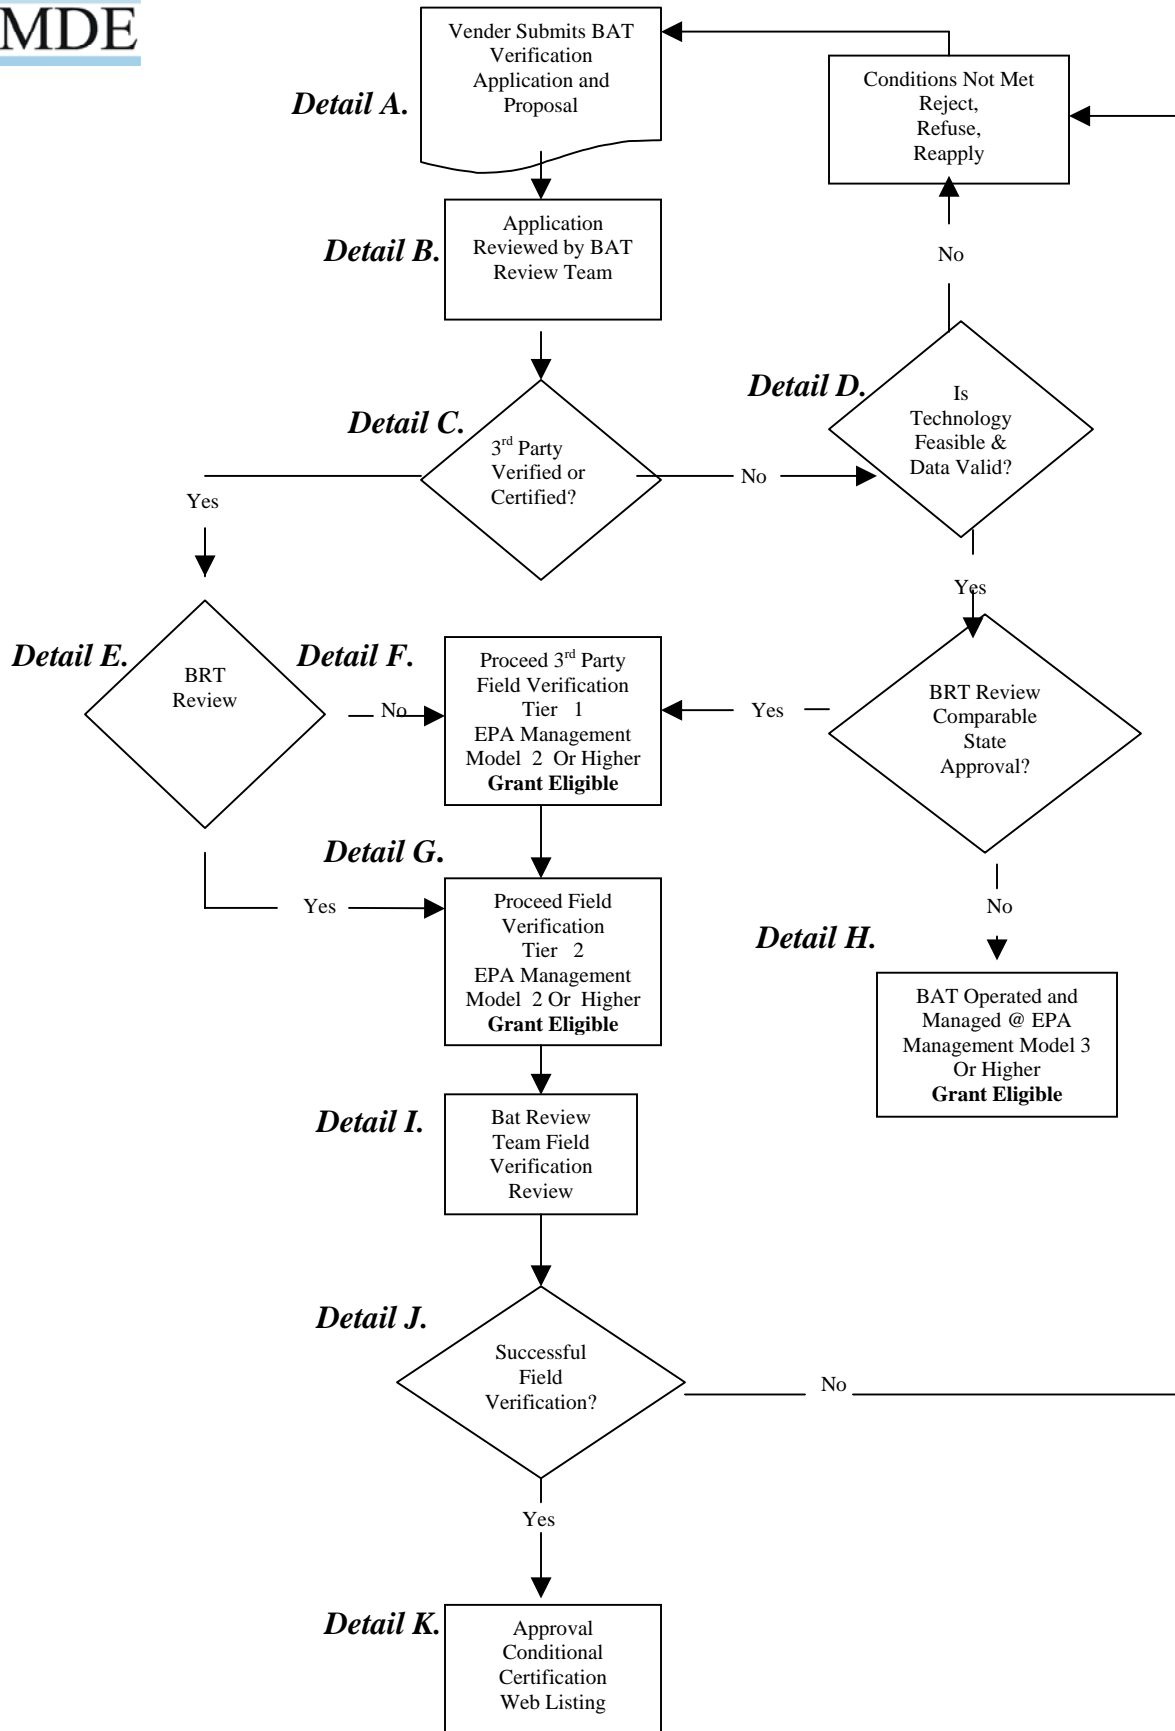 MDE
Vender Submits BAT
Verification
Application and
Proposal
Detail A.
Conditions Not Met
Reject,
Refuse,
Reapply
Application
Reviewed by BAT
Review Team
Detail B.
No
Detail C.
3rd Party
Verified or
Certified?
Detail D.
Is
Technology
Feasible &
Data Valid?
No
Yes
Yes
Detail E.
BRT
Review
Detail F.
No
Proceed 3rd Party
Field Verification
Tier 1
EPA Management
Model 2 Or Higher
Grant Eligible
Yes
BRT Review
Comparable
State
Approval?
Detail G.
Yes
Proceed Field
Verification
Tier 2
EPA Management
Model 2 Or Higher
Grant Eligible
No
Detail H.
BAT Operated and
Managed @ EPA
Management Model 3
Or Higher
Grant Eligible
Detail I.
Bat Review
Team Field
Verification
Review
Detail J.
Successful
Field
Verification?
No
Yes
Detail K.
Approval
Conditional
Certification
Web Listing